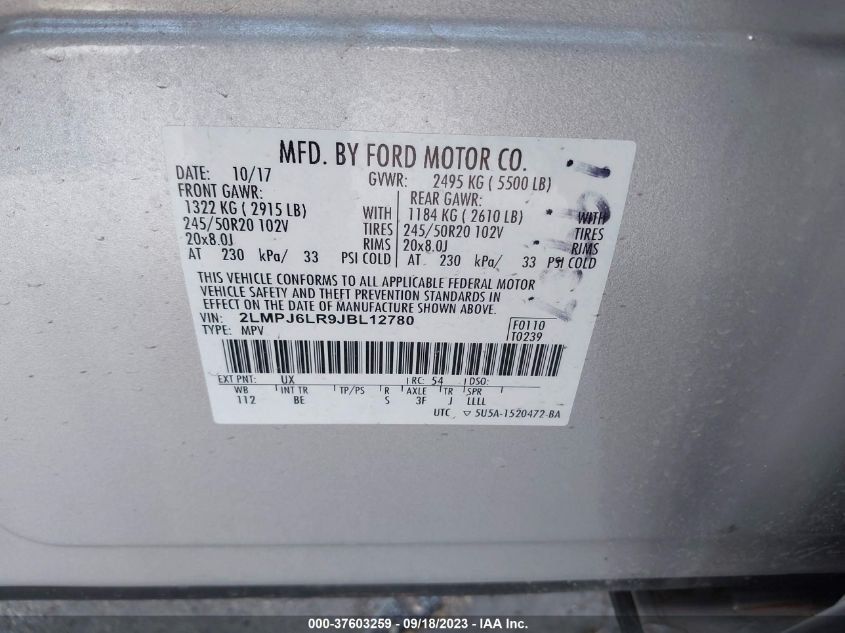 MFD. BY FORD MOTOR CO.
DATE: 10/17 GVWR: 2495 KG ( 5500 LB)
FRONT GAWR: REAR GAWR:
1322 KG ( 2915 LB) WITH 1184 KG ( 2610 LB) WITH
245/50R20 102V TIRES 245/50R20 102V TIRES
20x8.0J RIMS 20x8.0J RIMS
AT 230 kPa/ 33 PSI COLD AT 230 kPa/ 33 PSI COLD
THIS VEHICLE CONFORMS TO ALL APPLICABLE FEDERAL MOTOR
VEHICLE SAFETY AND THEFT PREVENTION STANDARDS IN
EFFECT ON THE DATE OF MANUFACTURE SHOWN ABOVE.
VIN: 2LMPJ6LR9JBL12780 F0110
TYPE: MPV T0239
EXT PNT: UX RC: 54 DSO:
WB INT TR TP/PS R AXLE TR SPR
112 BE S 3F J LLLL
UTC ▽ 5U5A-1520472-BA
000-37603259 - 09/18/2023 - IAA Inc.